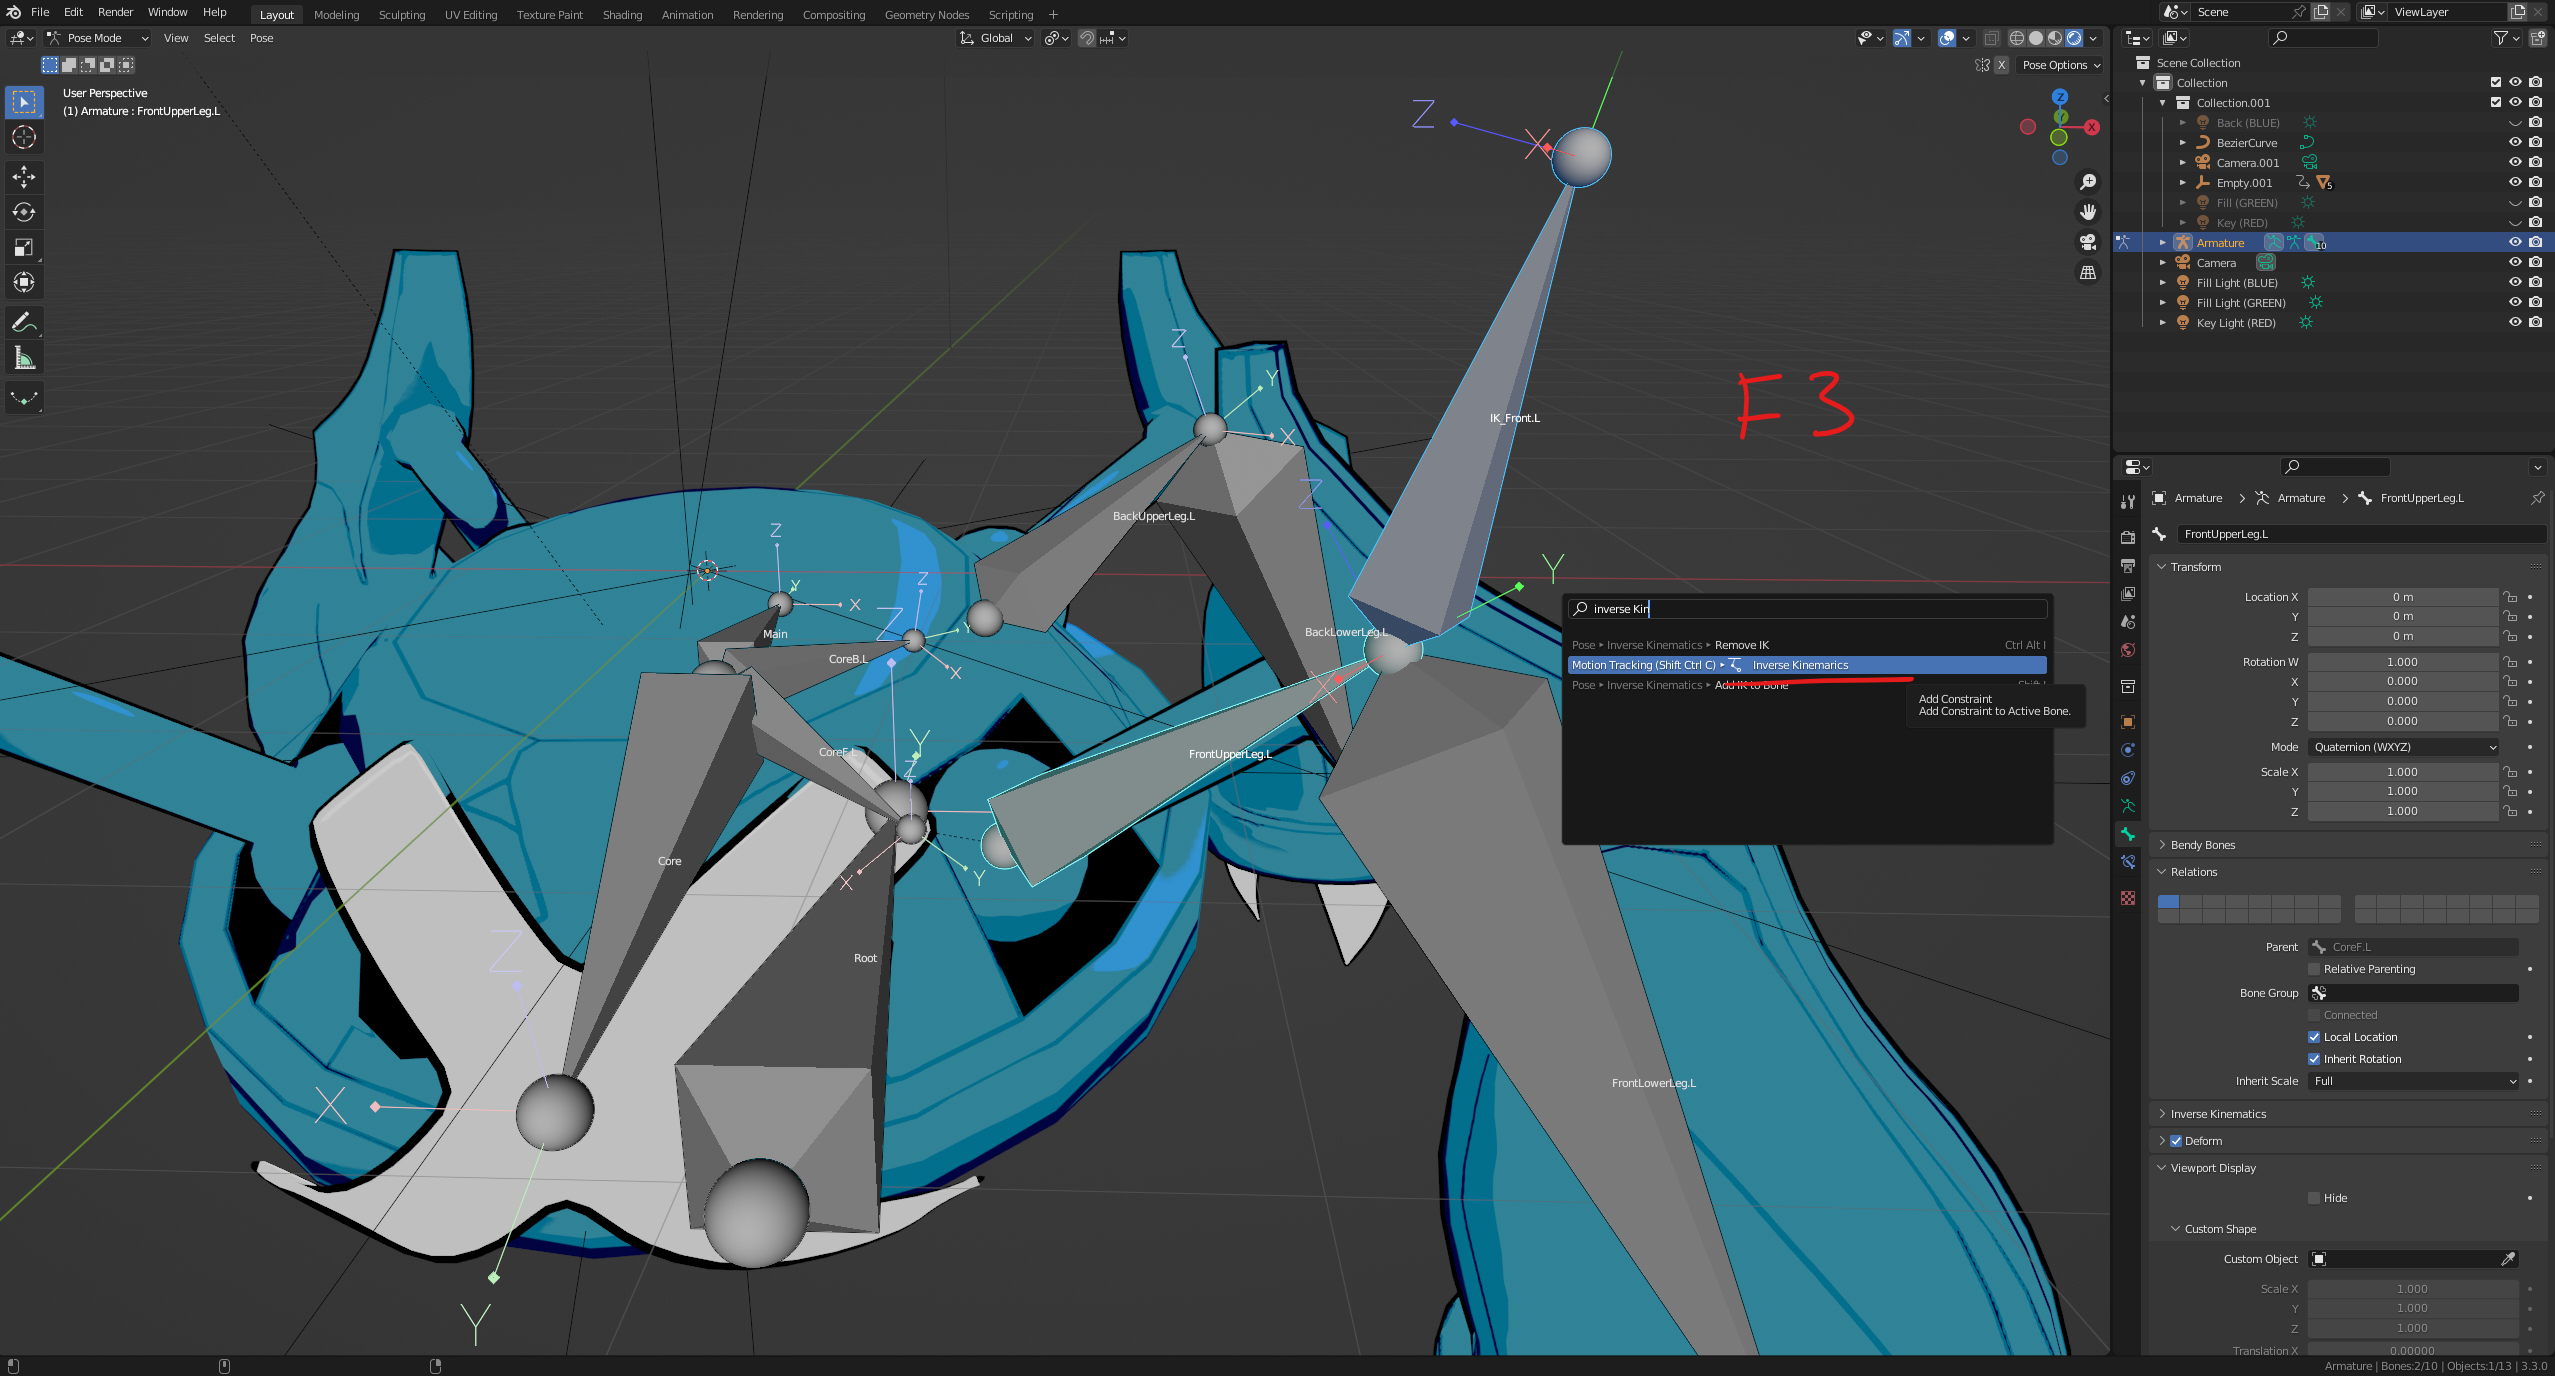 File Edit Render Window Help Layout Modeling Sculpting UV Editing Texture Paint Shading Animation Rendering Compositing Geometry Nodes Scripting + Scene ViewLayer
Pose Mode View Select Pose Global
X Pose Options
User Perspective
(1) Armature : FrontUpperLeg.L
Z
Y
X
Z
X
IK_Front.L
F3
Z
Y
X
BackUpperLeg.L
Z
Z
Y
X
Main
Z
Z
Y
X
CoreB.L
BackLowerLeg.L
Y
X
FrontUpperLeg.L
CoreF.L
Y
Z
X
Y
Core
Root
Z
X
Y
FrontLowerLeg.L
inverse Kin
Pose ▸ Inverse Kinematics ▸ Remove IK Ctrl Alt I
Motion Tracking (Shift Ctrl C) ▸ Inverse Kinemarics
Pose ▸ Inverse Kinematics ▸ Add IK to Bone Shift I
Add Constraint
Add Constraint to Active Bone.
Scene Collection
Collection
Collection.001
Back (BLUE)
BezierCurve
Camera.001
Empty.001 5
Fill (GREEN)
Key (RED)
Armature 10
Camera
Fill Light (BLUE)
Fill Light (GREEN)
Key Light (RED)
Armature > Armature > FrontUpperLeg.L
FrontUpperLeg.L
Transform
Location X 0 m
Y 0 m
Z 0 m
Rotation W 1.000
X 0.000
Y 0.000
Z 0.000
Mode Quaternion (WXYZ)
Scale X 1.000
Y 1.000
Z 1.000
Bendy Bones
Relations
Parent CoreF.L
Relative Parenting
Bone Group
Connected
Local Location
Inherit Rotation
Inherit Scale Full
Inverse Kinematics
Deform
Viewport Display
Hide
Custom Shape
Custom Object
Scale X 1.000
Y 1.000
Z 1.000
Translation X 0.00000
Armature | Bones:2/10 | Objects:1/13 | 3.3.0